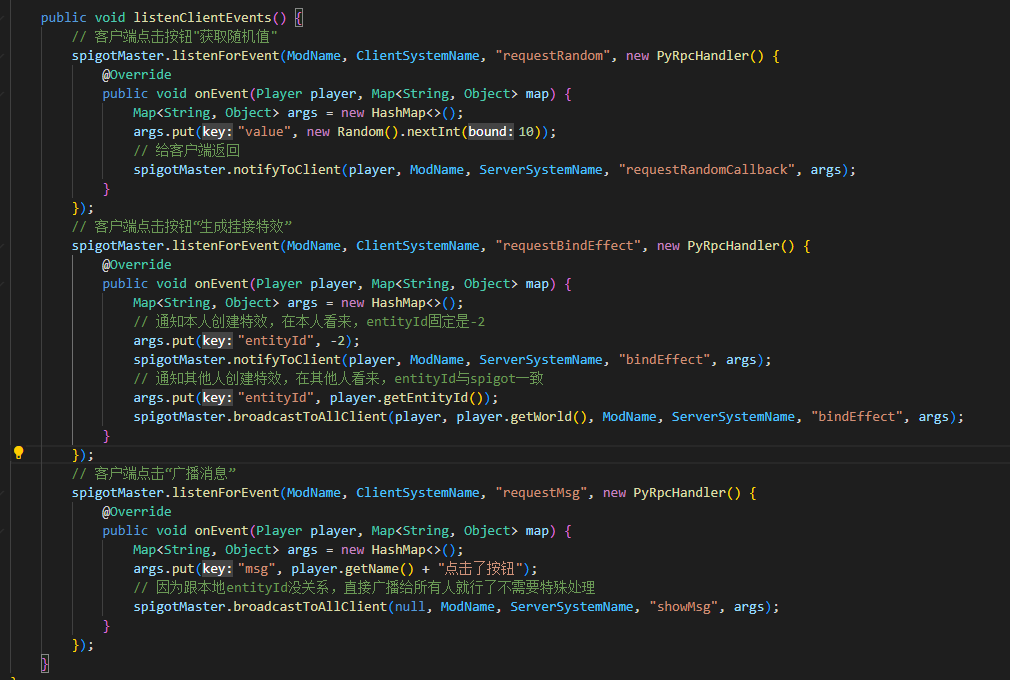 public void listenClientEvents() {
// 客户端点击按钮"获取随机值"
spigotMaster.listenForEvent(ModName, ClientSystemName, "requestRandom", new PyRpcHandler() {
@Override
public void onEvent(Player player, Map<String, Object> map) {
Map<String, Object> args = new HashMap<>();
args.put(key: "value", new Random().nextInt(bound: 10));
// 给客户端返回
spigotMaster.notifyToClient(player, ModName, ServerSystemName, "requestRandomCallback", args);
}
});
// 客户端点击按钮“生成挂接特效”
spigotMaster.listenForEvent(ModName, ClientSystemName, "requestBindEffect", new PyRpcHandler() {
@Override
public void onEvent(Player player, Map<String, Object> map) {
Map<String, Object> args = new HashMap<>();
// 通知本人创建特效，在本人看来，entityId固定是-2
args.put(key: "entityId", -2);
spigotMaster.notifyToClient(player, ModName, ServerSystemName, "bindEffect", args);
// 通知其他人创建特效，在其他人看来，entityId与spigot一致
args.put(key: "entityId", player.getEntityId());
spigotMaster.broadcastToAllClient(player, player.getWorld(), ModName, ServerSystemName, "bindEffect", args);
}
});
// 客户端点击“广播消息”
spigotMaster.listenForEvent(ModName, ClientSystemName, "requestMsg", new PyRpcHandler() {
@Override
public void onEvent(Player player, Map<String, Object> map) {
Map<String, Object> args = new HashMap<>();
args.put(key: "msg", player.getName() + "点击了按钮");
// 因为跟本地entityId没关系，直接广播给所有人就行了不需要特殊处理
spigotMaster.broadcastToAllClient(null, ModName, ServerSystemName, "showMsg", args);
}
});
}